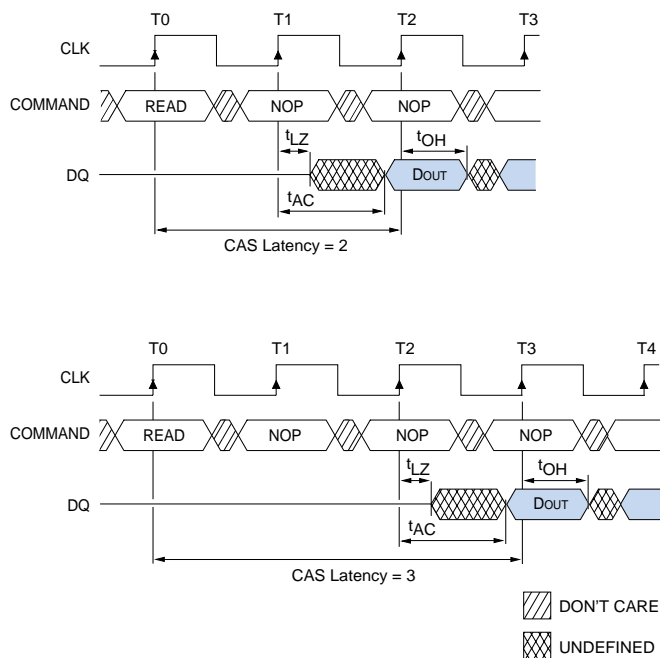 T0 T1 T2 T3
CLK
COMMAND READ NOP NOP
tLZ tOH
DQ DOUT
tAC
CAS Latency = 2
T0 T1 T2 T3 T4
CLK
COMMAND READ NOP NOP NOP
tLZ tOH
DQ DOUT
tAC
CAS Latency = 3
DON'T CARE
UNDEFINED